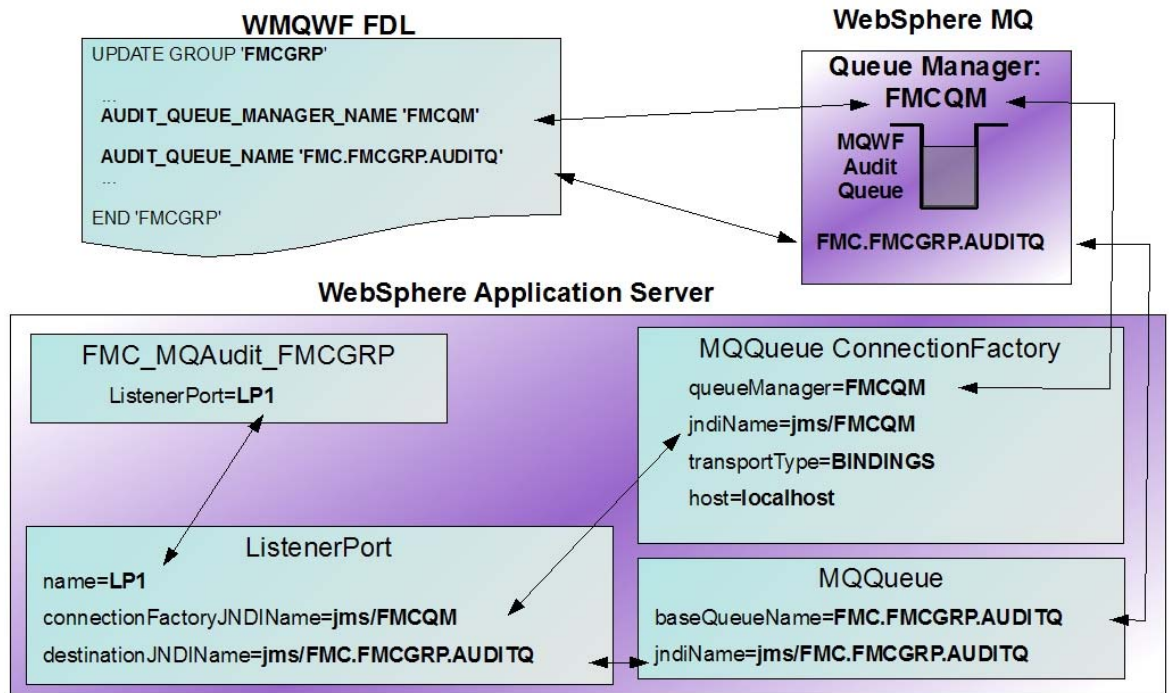 WMQWF FDL
UPDATE GROUP 'FMCGRP'
...
AUDIT_QUEUE_MANAGER_NAME 'FMCQM'
AUDIT_QUEUE_NAME 'FMC.FMCGRP.AUDITQ'
...
END 'FMCGRP'
WebSphere MQ
Queue Manager:
FMCQM
MQWF
Audit
Queue
FMC.FMCGRP.AUDITQ
WebSphere Application Server
FMC_MQAudit_FMCGRP
ListenerPort=LP1
MQQueue ConnectionFactory
queueManager=FMCQM
jndiName=jms/FMCQM
transportType=BINDINGS
host=localhost
ListenerPort
name=LP1
connectionFactoryJNDIName=jms/FMCQM
destinationJNDIName=jms/FMC.FMCGRP.AUDITQ
MQQueue
baseQueueName=FMC.FMCGRP.AUDITQ
jndiName=jms/FMC.FMCGRP.AUDITQ